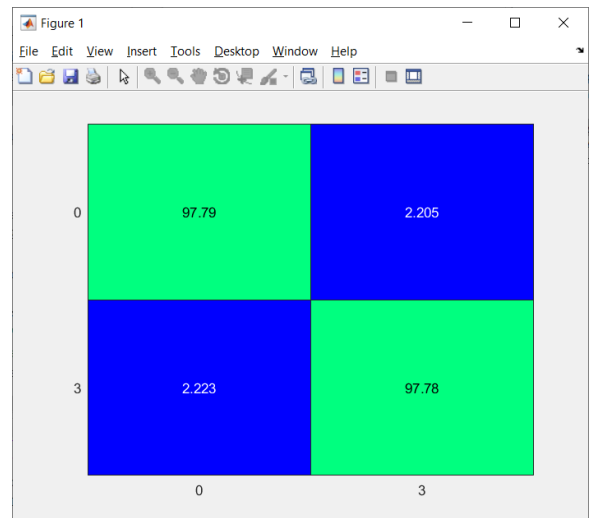 Figure 1
File Edit View Insert Tools Desktop Window Help
0 97.79 2.205
3 2.223 97.78
0 3